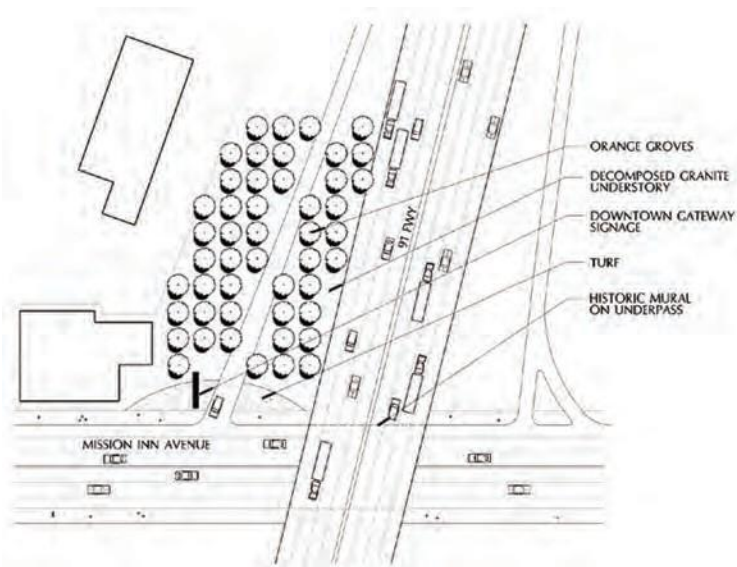 ORANGE GROVES
DECOMPOSED GRANITE
UNDERSTORY
DOWNTOWN GATEWAY
SIGNAGE
91 FWY
TURF
HISTORIC MURAL
ON UNDERPASS
MISSION INN AVENUE